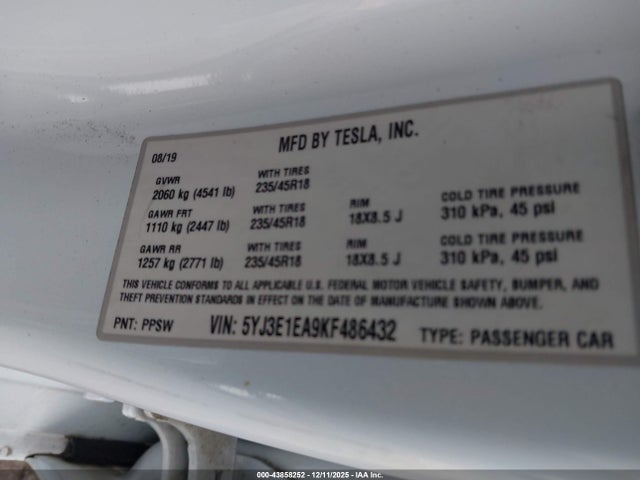 MFD BY TESLA, INC.
08/19
GVWR WITH TIRES
2060 kg (4541 lb) 235/45R18
GAWR FRT WITH TIRES RIM COLD TIRE PRESSURE
1110 kg (2447 lb) 235/45R18 18X8.5 J 310 kPa, 45 psi
GAWR RR WITH TIRES RIM COLD TIRE PRESSURE
1257 kg (2771 lb) 235/45R18 18X8.5 J 310 kPa, 45 psi
THIS VEHICLE CONFORMS TO ALL APPLICABLE U.S. FEDERAL MOTOR VEHICLE SAFETY, BUMPER, AND
THEFT PREVENTION STANDARDS IN EFFECT ON THE DATE OF MANUFACTURE SHOWN ABOVE.
PNT: PPSW VIN: 5YJ3E1EA9KF486432 TYPE: PASSENGER CAR
000-43858252 - 12/11/2025 - IAA Inc.